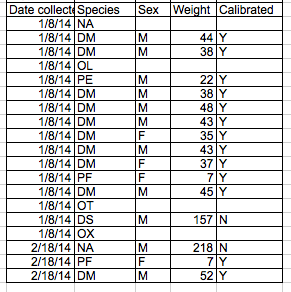 Date collecte Species Sex Weight Calibrated
1/8/14 NA
1/8/14 DM M 44 Y
1/8/14 DM M 38 Y
1/8/14 OL
1/8/14 PE M 22 Y
1/8/14 DM M 38 Y
1/8/14 DM M 48 Y
1/8/14 DM M 43 Y
1/8/14 DM F 35 Y
1/8/14 DM M 43 Y
1/8/14 DM F 37 Y
1/8/14 PF F 7 Y
1/8/14 DM M 45 Y
1/8/14 OT
1/8/14 DS M 157 N
1/8/14 OX
2/18/14 NA M 218 N
2/18/14 PF F 7 Y
2/18/14 DM M 52 Y